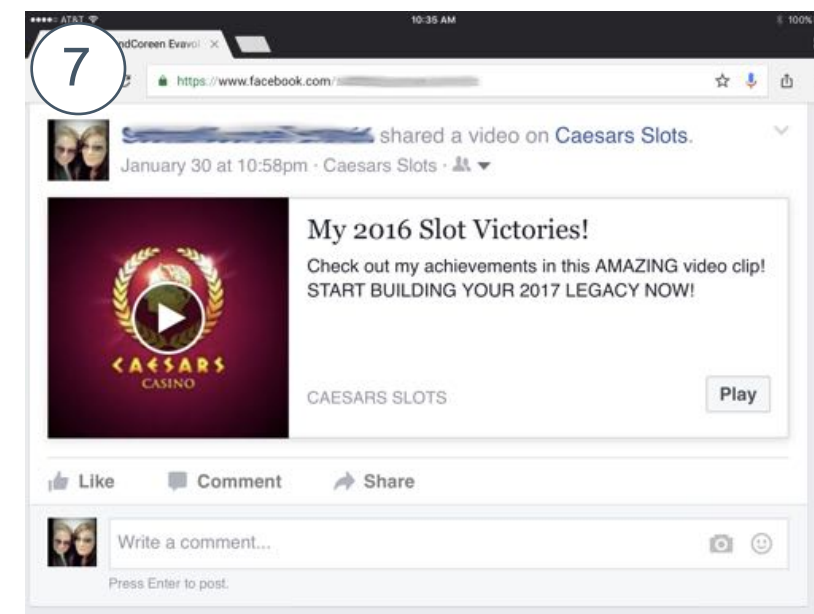 AT&T
10:35 AM
100%
7
ndCoreen Evavol
https://www.facebook.com/
shared a video on Caesars Slots.
January 30 at 10:58pm · Caesars Slots ·
My 2016 Slot Victories!
Check out my achievements in this AMAZING video clip!
START BUILDING YOUR 2017 LEGACY NOW!
CAESARS
CASINO
CAESARS SLOTS
Play
Like
Comment
Share
Write a comment...
Press Enter to post.